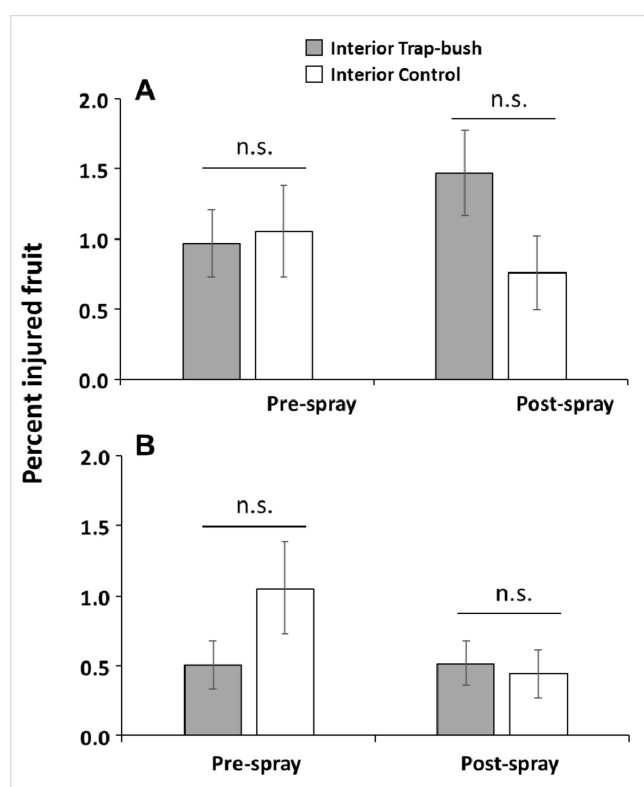 Interior Trap-bush
Interior Control
A
2.0
1.5
1.0
0.5
0.0
n.s.
n.s.
Pre-spray
Post-spray
Percent injured fruit
B
2.0
1.5
1.0
0.5
0.0
n.s.
n.s.
Pre-spray
Post-spray